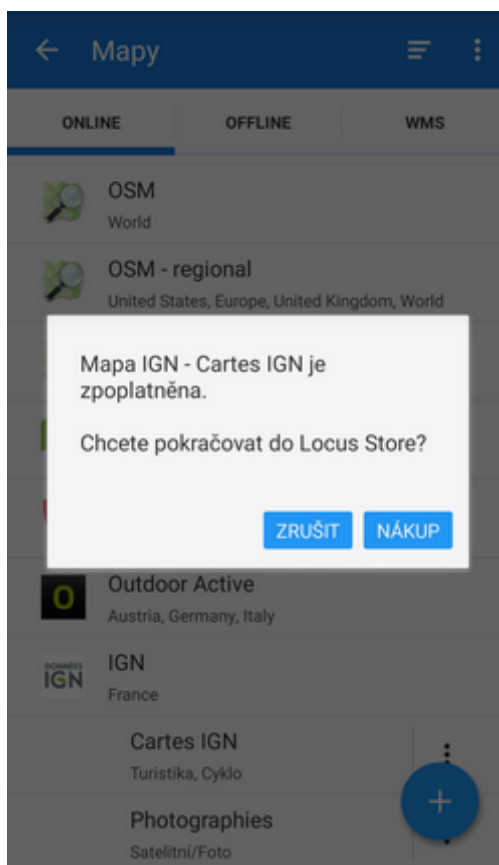 Mapy
ONLINE OFFLINE WMS
OSM
World
OSM - regional
United States, Europe, United Kingdom, World
Mapa IGN - Cartes IGN je
zpoplatněna.
Chcete pokračovat do Locus Store?
ZRUŠIT NÁKUP
Outdoor Active
Austria, Germany, Italy
DONNÉES
IGN
IGN
France
Cartes IGN
Turistika, Cyklo
Photographies
Satelitní/Foto